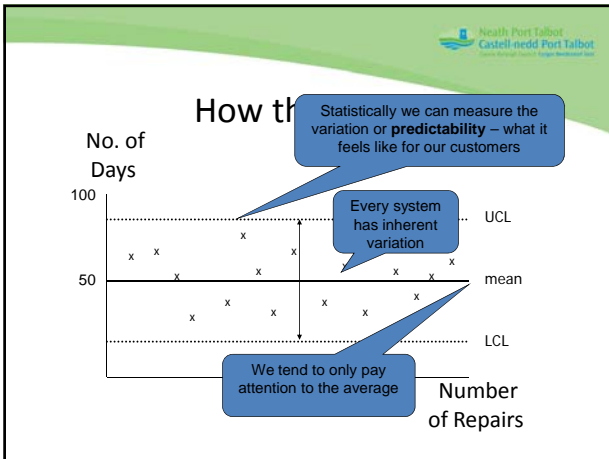 Neath Port Talbot
Castell-nedd Port Talbot
How th
Statistically we can measure the
variation or predictability – what it
feels like for our customers
No. of
Days
100
UCL
Every system
has inherent
variation
x x x x x x x x x x x x x x x x
50
mean
LCL
We tend to only pay
attention to the average
Number
of Repairs